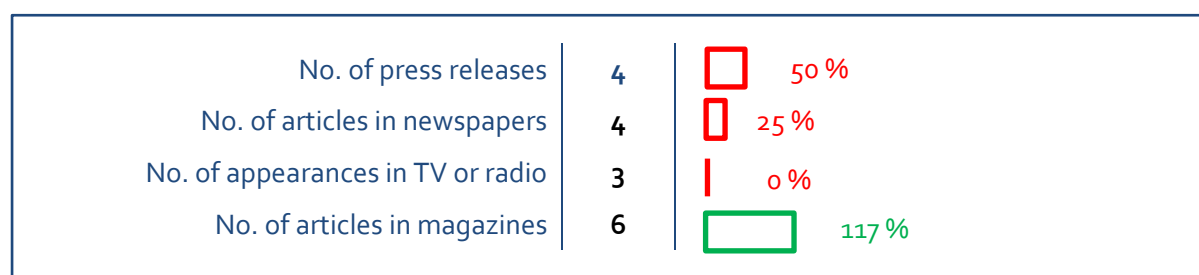 No. of press releases 4 50 %
No. of articles in newspapers 4 25 %
No. of appearances in TV or radio 3 0 %
No. of articles in magazines 6 117 %